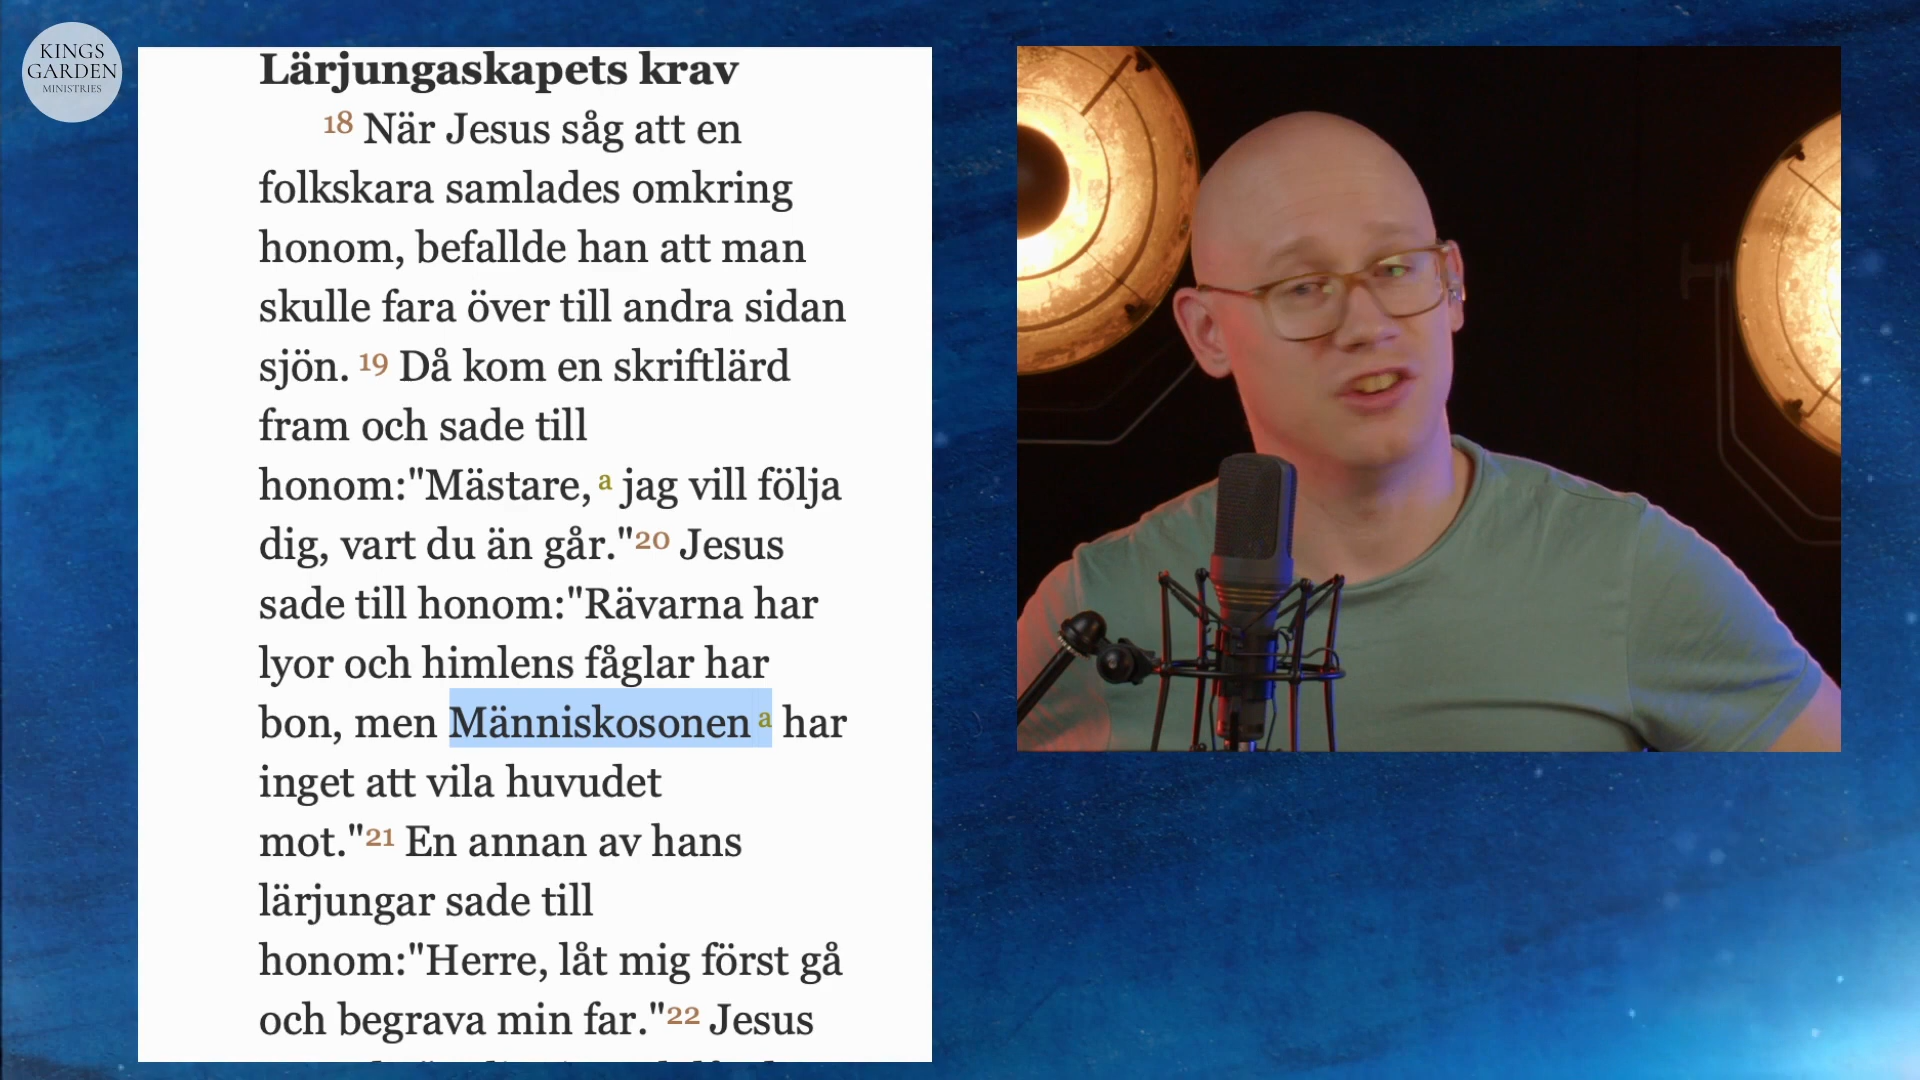 KINGS
GARDEN
MINISTRIES
Lärjungaskapets krav
18 När Jesus såg att en
folkskara samlades omkring
honom, befallde han att man
skulle fara över till andra sidan
sjön. 19 Då kom en skriftlärd
fram och sade till
honom:"Mästare, a jag vill följa
dig, vart du än går."20 Jesus
sade till honom:"Rävarna har
lyor och himlens fåglar har
bon, men Människosonen a har
inget att vila huvudet
mot."21 En annan av hans
lärjungar sade till
honom:"Herre, låt mig först gå
och begrava min far."22 Jesus